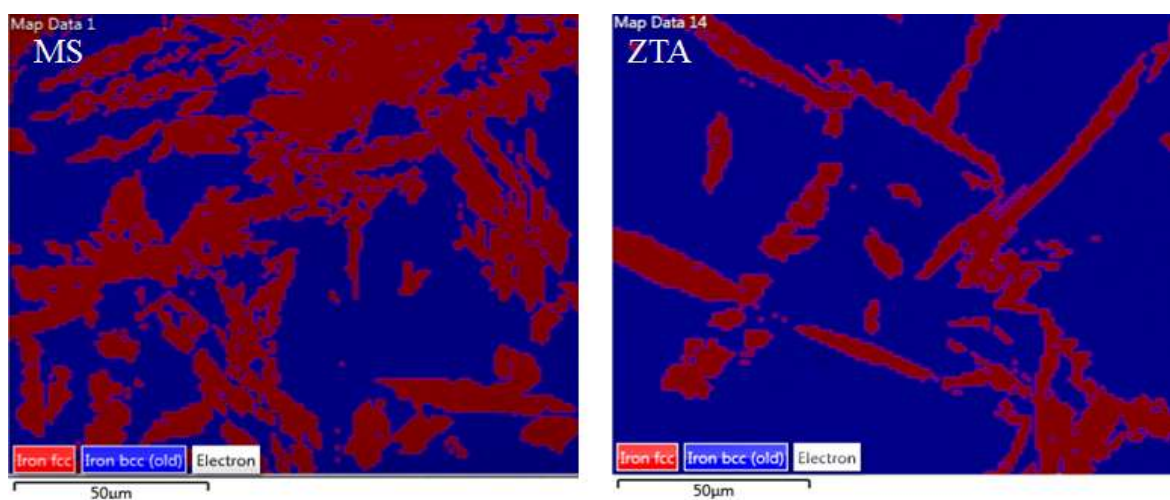 Map Data 1
MS
Iron fcc Iron bcc (old) Electron
50μm
Map Data 14
ZTA
Iron fcc Iron bcc (old) Electron
50μm